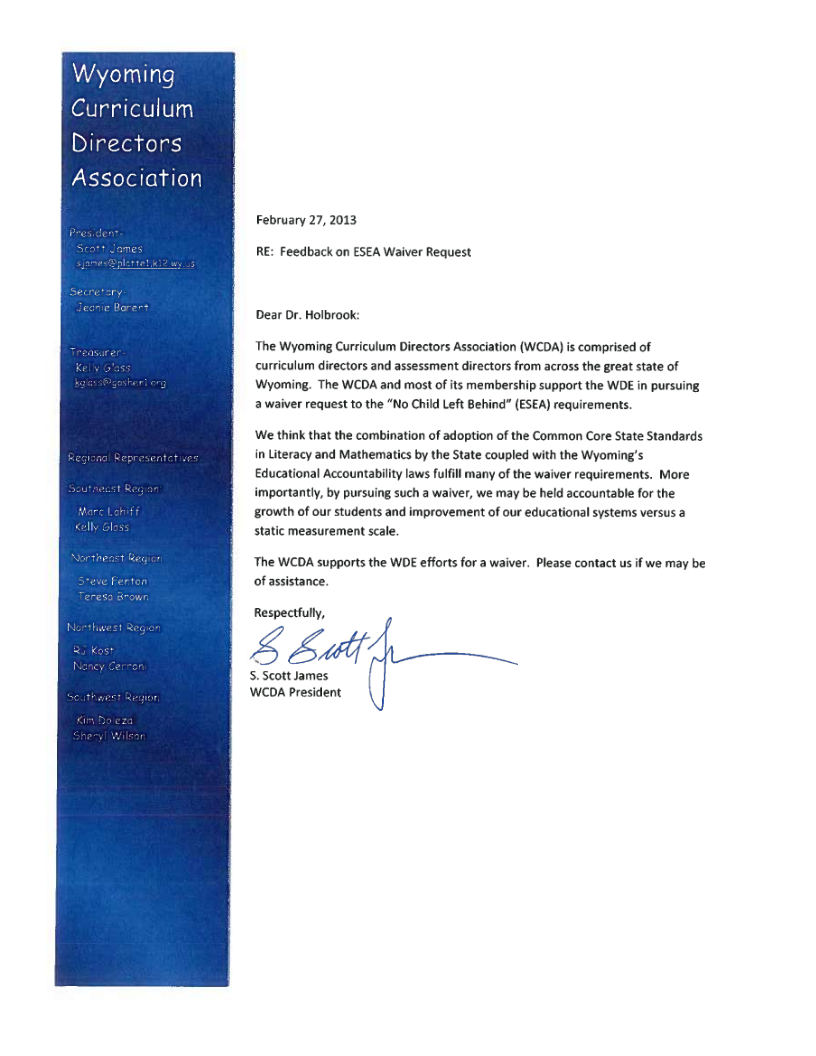 Wyoming
Curriculum
Directors
Association
President-
Scott James
sjames@platte1.k12.wy.us
Secretary-
Jeanie Barent
Treasurer-
Kelly Glass
kglass@goshen1.org
Regional Representatives
Southeast Region
Marc Lahiff
Kelly Glass
Northeast Region
Steve Fenton
Teresa Brown
Northwest Region
RJ Kost
Nancy Cerroni
Southwest Region
Kim Dolezal
Sheryl Wilson
February 27, 2013
RE: Feedback on ESEA Waiver Request
Dear Dr. Holbrook:
The Wyoming Curriculum Directors Association (WCDA) is comprised of
curriculum directors and assessment directors from across the great state of
Wyoming. The WCDA and most of its membership support the WDE in pursuing
a waiver request to the “No Child Left Behind” (ESEA) requirements.
We think that the combination of adoption of the Common Core State Standards
in Literacy and Mathematics by the State coupled with the Wyoming’s
Educational Accountability laws fulfill many of the waiver requirements. More
importantly, by pursuing such a waiver, we may be held accountable for the
growth of our students and improvement of our educational systems versus a
static measurement scale.
The WCDA supports the WDE efforts for a waiver. Please contact us if we may be
of assistance.
Respectfully,
S Scott
S. Scott James
WCDA President